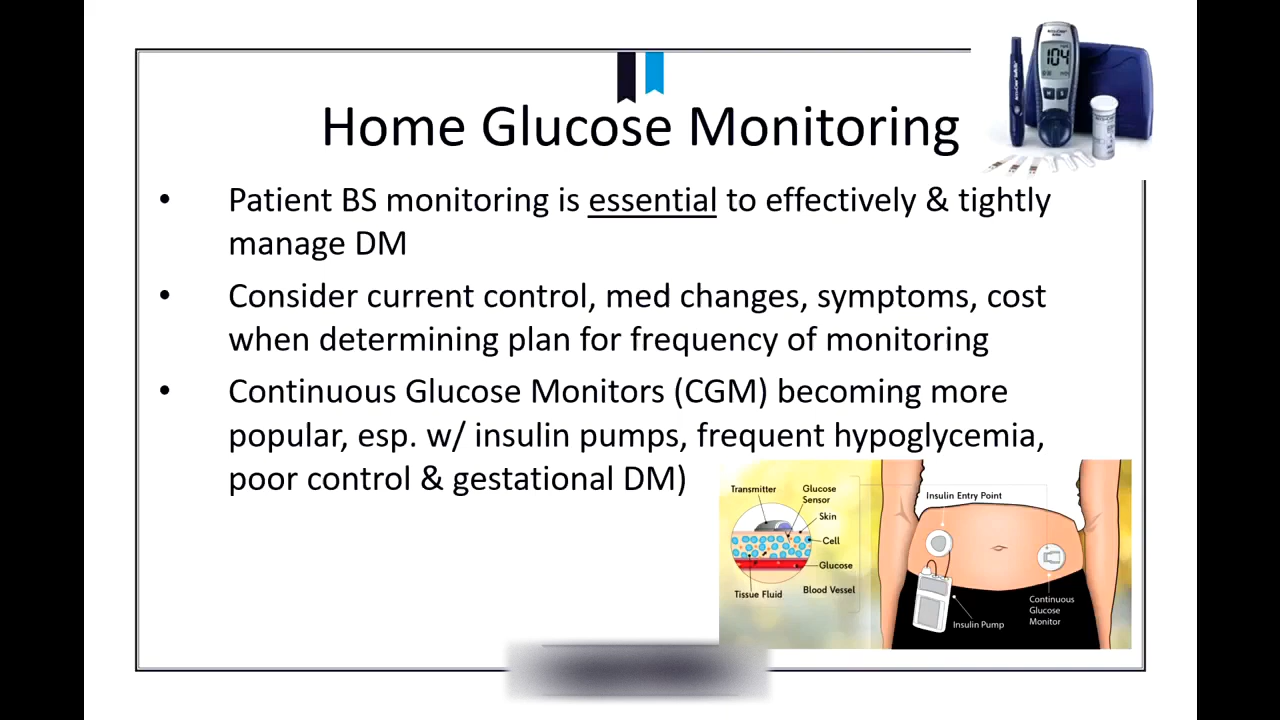 104
Home Glucose Monitoring
• Patient BS monitoring is essential to effectively & tightly
manage DM
• Consider current control, med changes, symptoms, cost
when determining plan for frequency of monitoring
• Continuous Glucose Monitors (CGM) becoming more
popular, esp. w/ insulin pumps, frequent hypoglycemia,
poor control & gestational DM)
Transmitter
Glucose
Sensor
Skin
Cell
Glucose
Blood Vessel
Tissue Fluid
Insulin Entry Point
Continuous
Glucose
Monitor
Insulin Pump